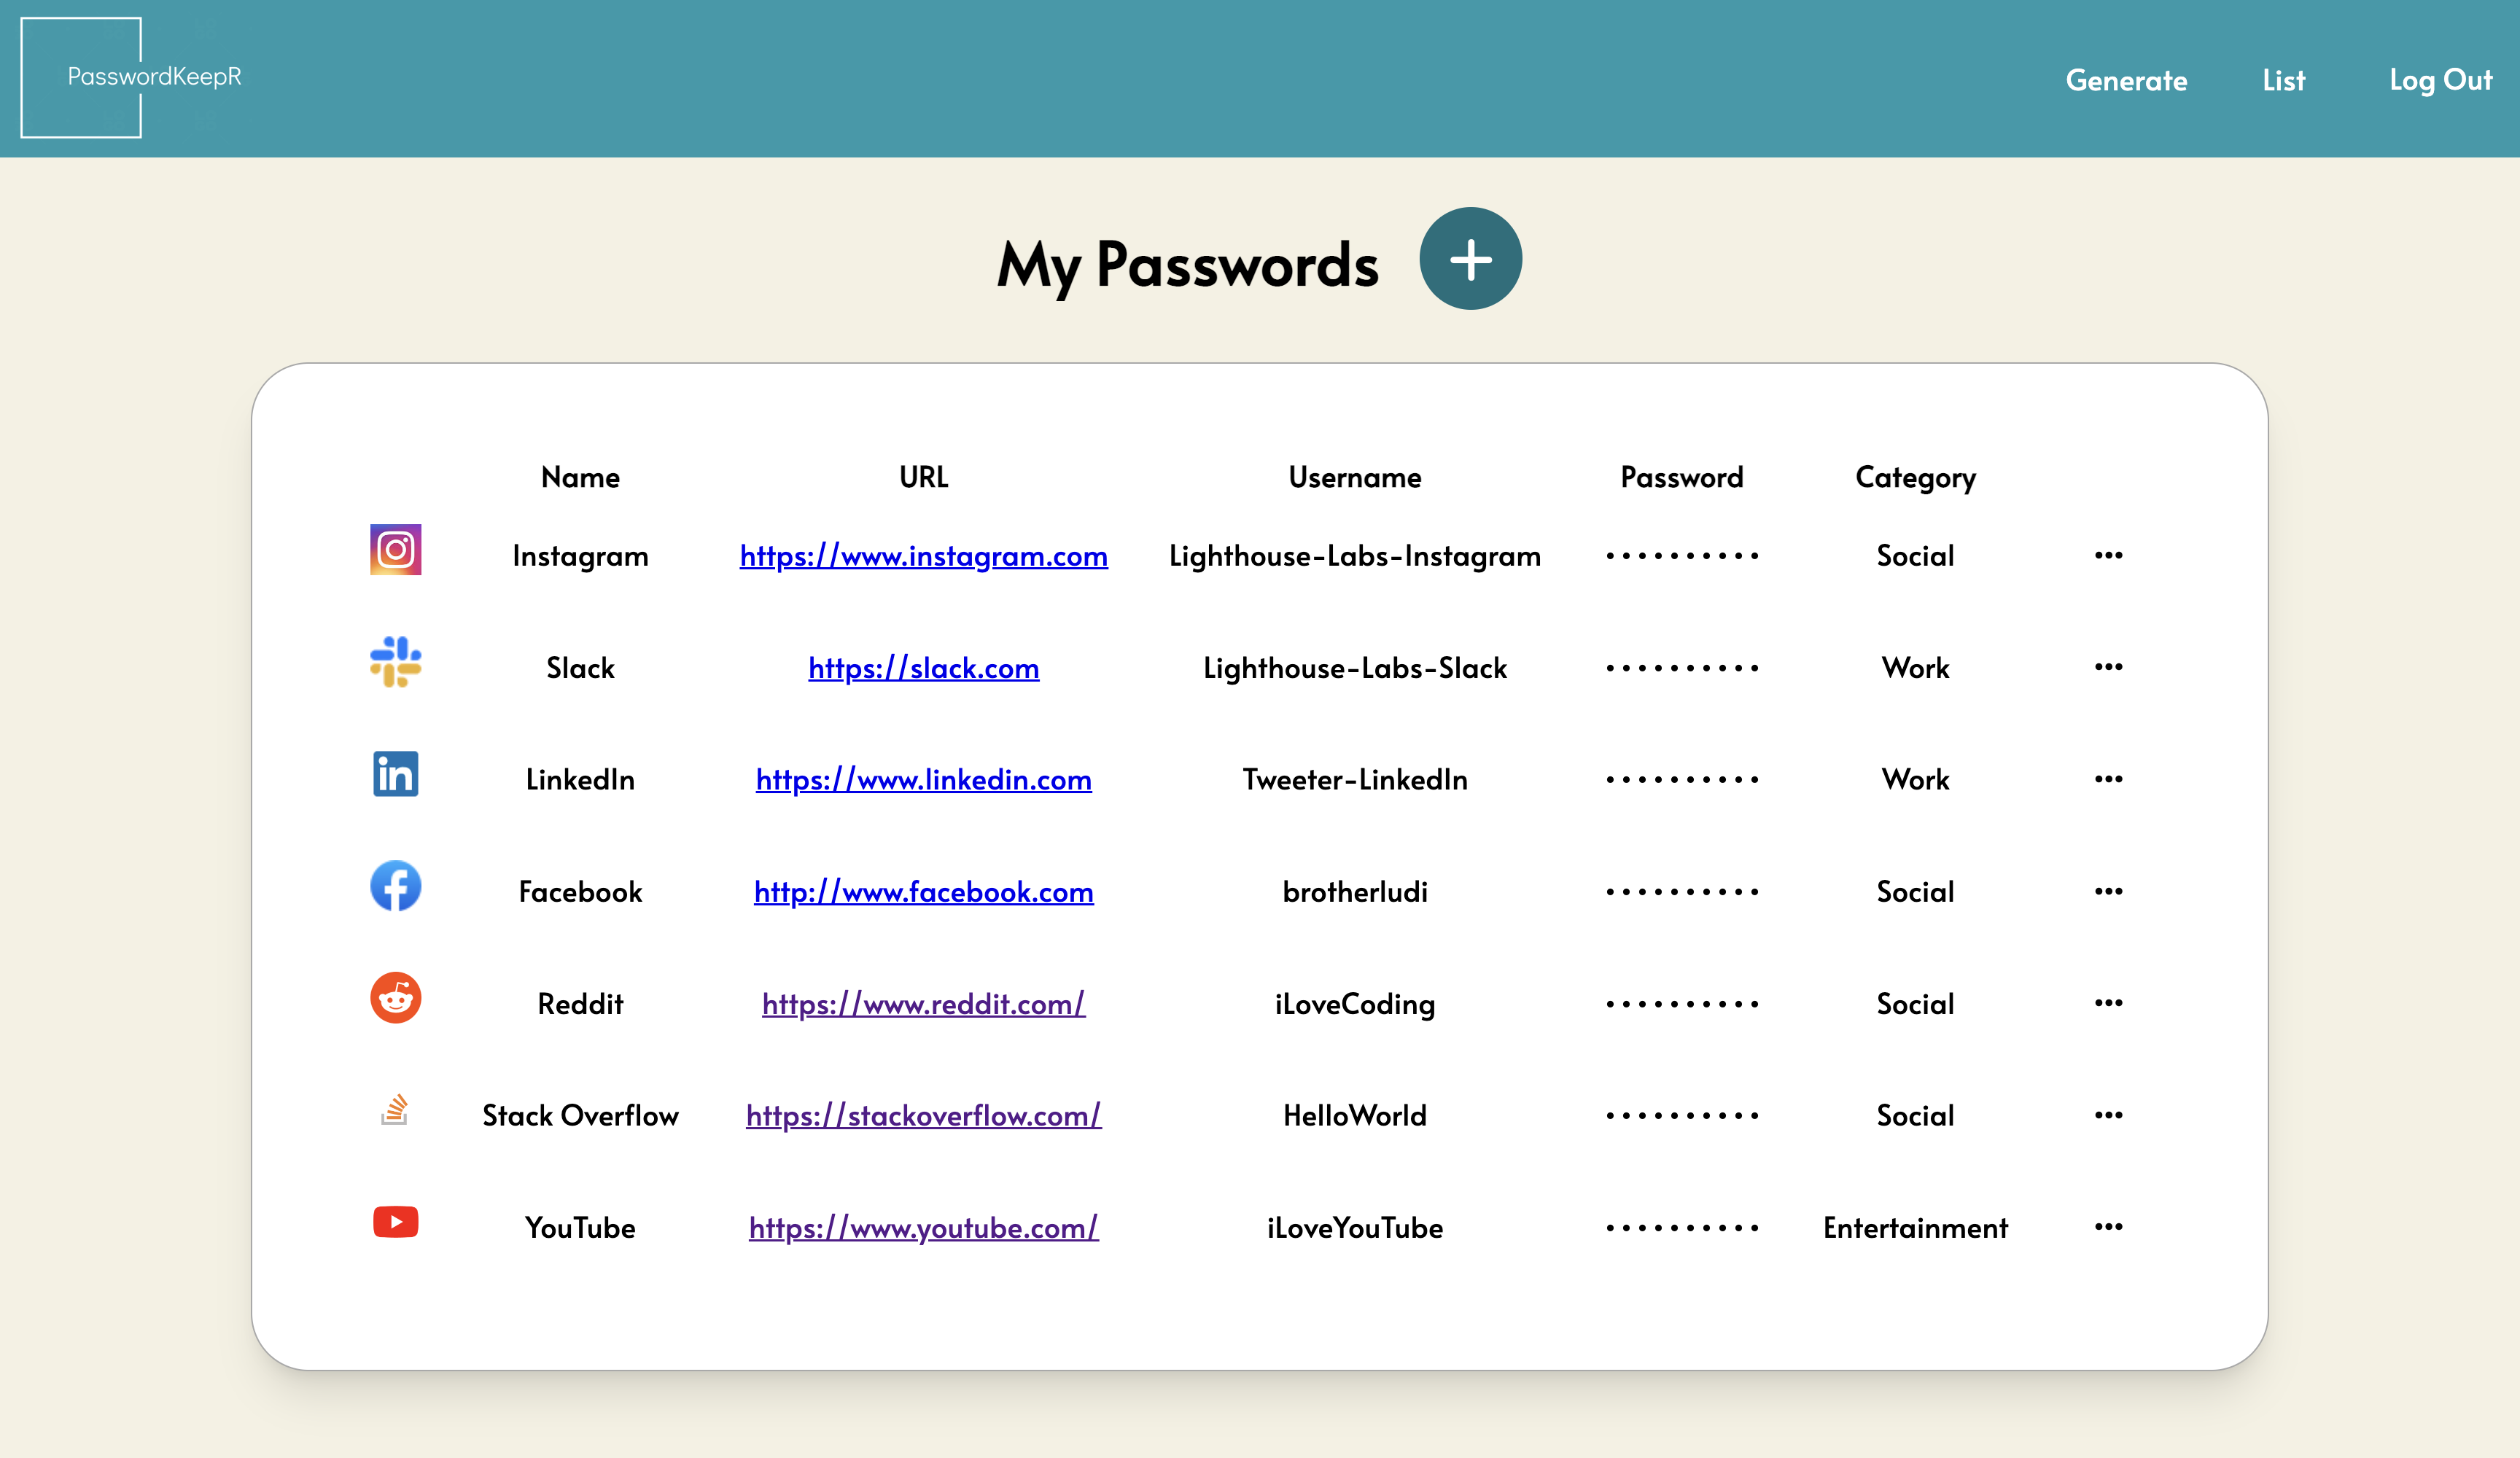 PasswordKeepR
Generate List Log Out
My Passwords
Name URL Username Password Category
Instagram https://www.instagram.com Lighthouse-Labs-Instagram •••••••••• Social •••
Slack https://slack.com Lighthouse-Labs-Slack •••••••••• Work •••
LinkedIn https://www.linkedin.com Tweeter-LinkedIn •••••••••• Work •••
Facebook http://www.facebook.com brotherludi •••••••••• Social •••
Reddit https://www.reddit.com/ iLoveCoding •••••••••• Social •••
Stack Overflow https://stackoverflow.com/ HelloWorld •••••••••• Social •••
YouTube https://www.youtube.com/ iLoveYouTube •••••••••• Entertainment •••